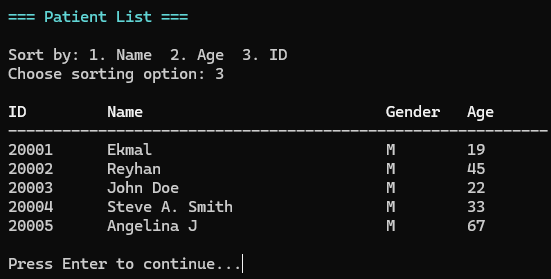 === Patient List ===
Sort by: 1. Name  2. Age  3. ID
Choose sorting option: 3
ID Name Gender Age
------------------------------------------------------------
20001 Ekmal M 19
20002 Reyhan M 45
20003 John Doe M 22
20004 Steve A. Smith M 33
20005 Angelina J M 67
Press Enter to continue...